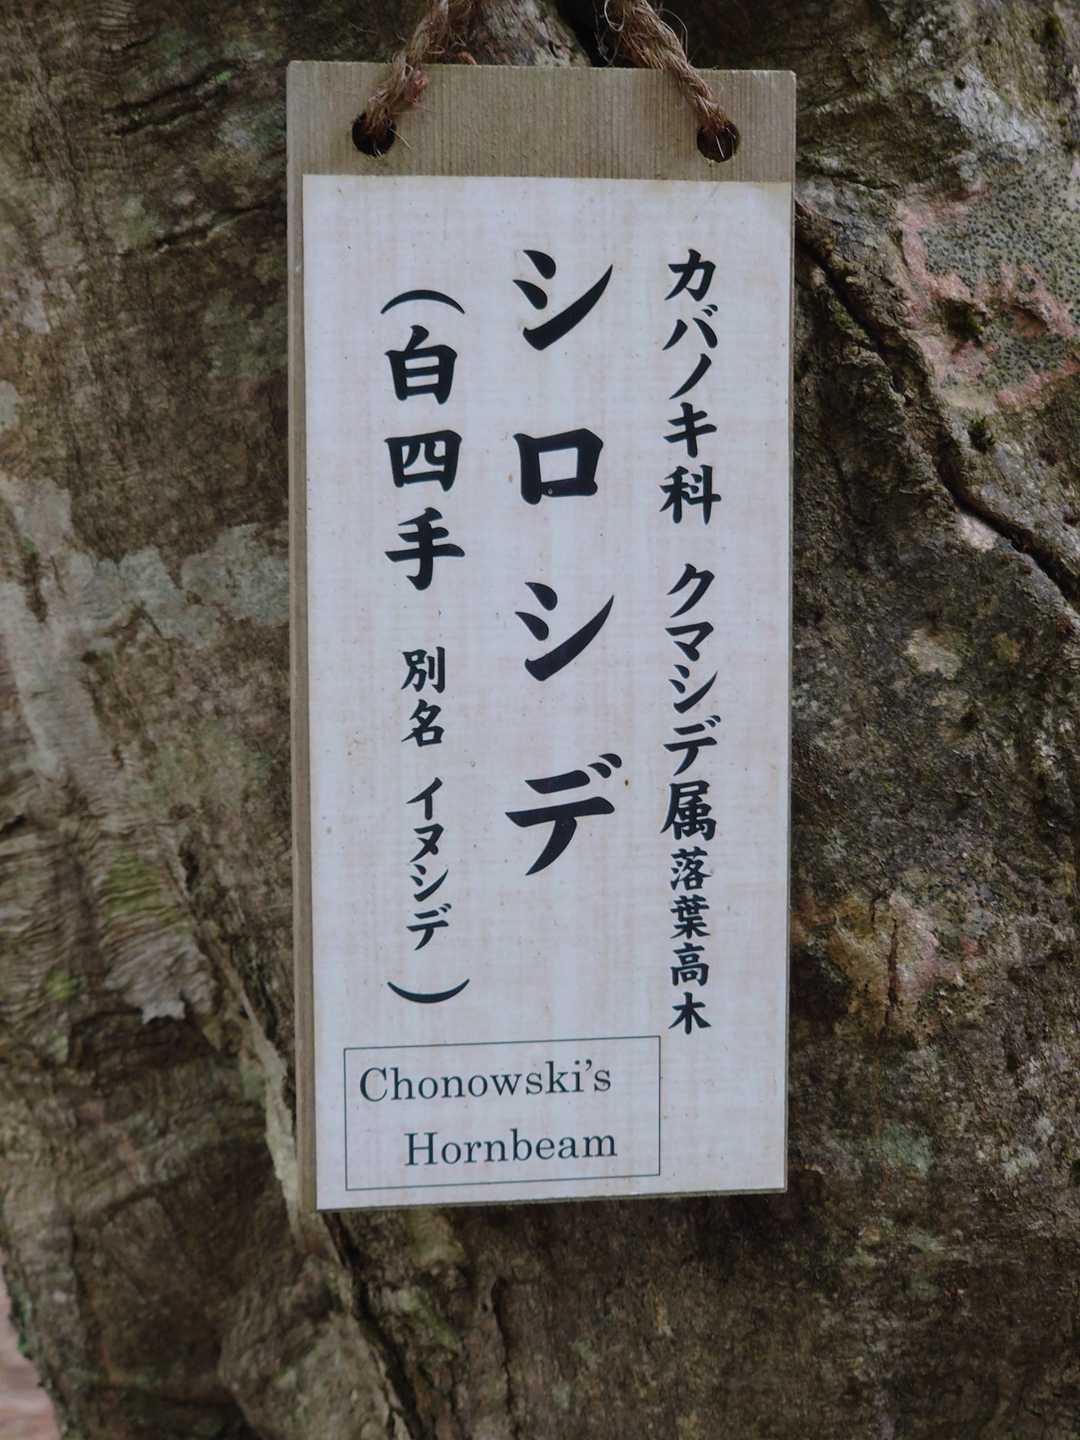 カバノキ科 クマシデ属落葉高木
シロシデ
（白四手 別名 イヌシデ）
Chonowski's
Hornbeam